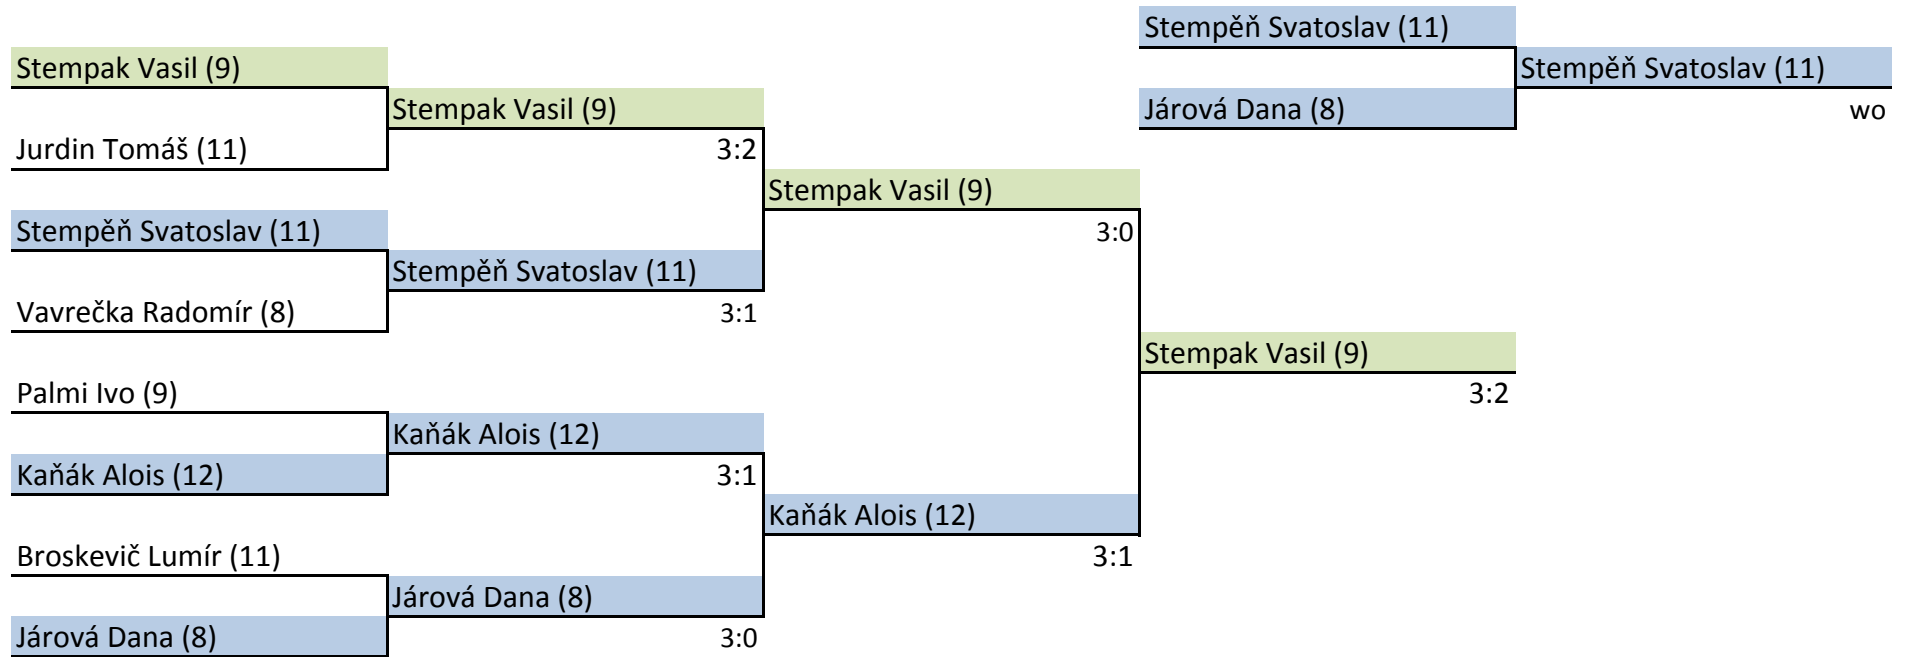 Stempěň Svatoslav (11)
Stempak Vasil (9)
Stempěň Svatoslav (11)
Stempak Vasil (9)
Járová Dana (8)
wo
Jurdin Tomáš (11)
3:2
Stempak Vasil (9)
Stempěň Svatoslav (11)
3:0
Stempěň Svatoslav (11)
Vavrečka Radomír (8)
3:1
Stempak Vasil (9)
Palmi Ivo (9)
3:2
Kaňák Alois (12)
Kaňák Alois (12)
3:1
Kaňák Alois (12)
Broskevič Lumír (11)
3:1
Járová Dana (8)
Járová Dana (8)
3:0